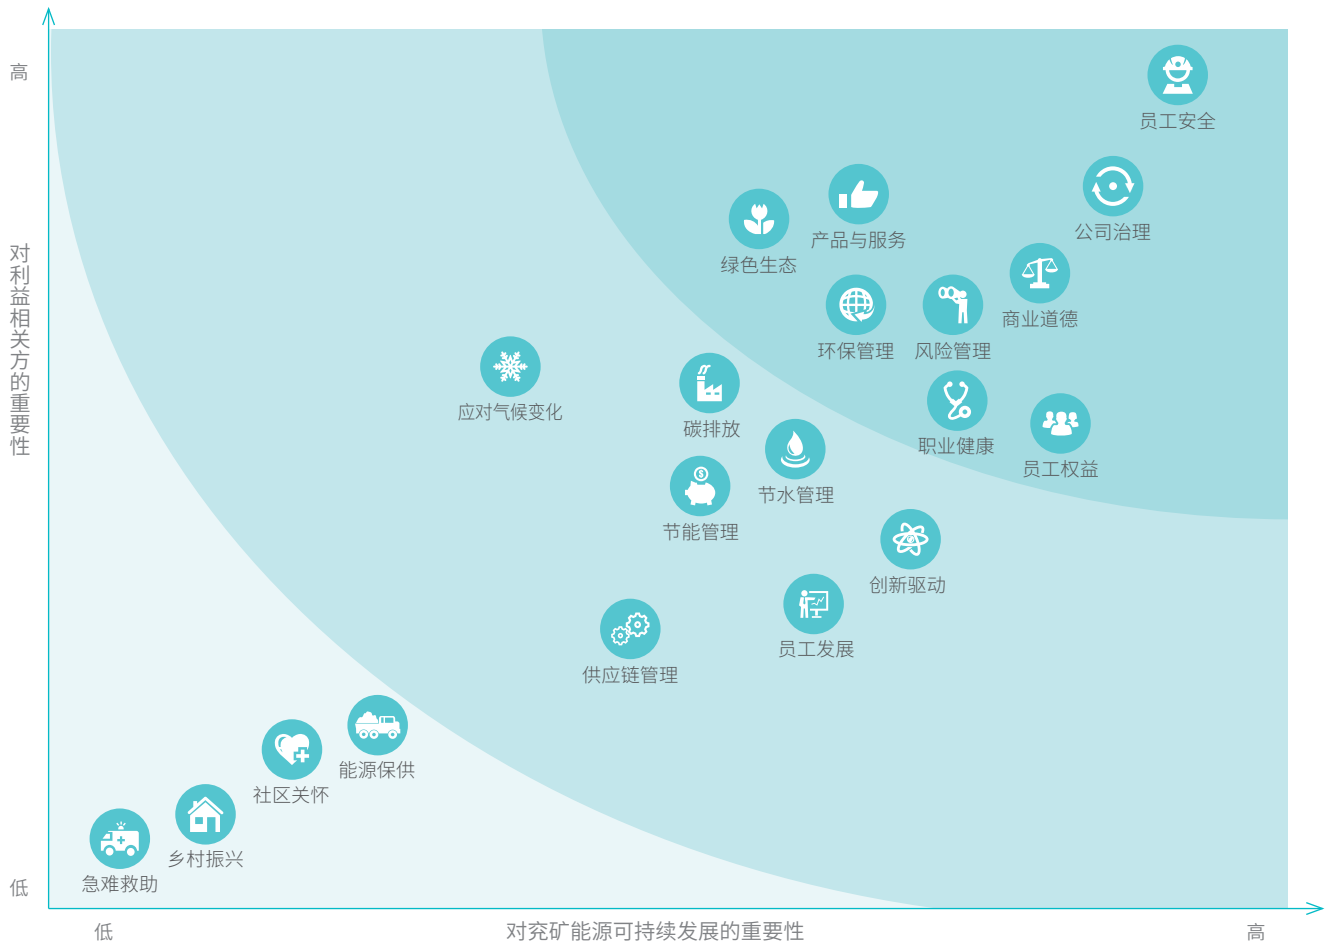 高
员工安全
公司治理
产品与服务
绿色生态
商业道德
环保管理
风险管理
对利益相关方的重要性
应对气候变化
碳排放
职业健康
员工权益
节水管理
节能管理
创新驱动
员工发展
供应链管理
能源保供
社区关怀
乡村振兴
急难救助
低
低
对兖矿能源可持续发展的重要性
高